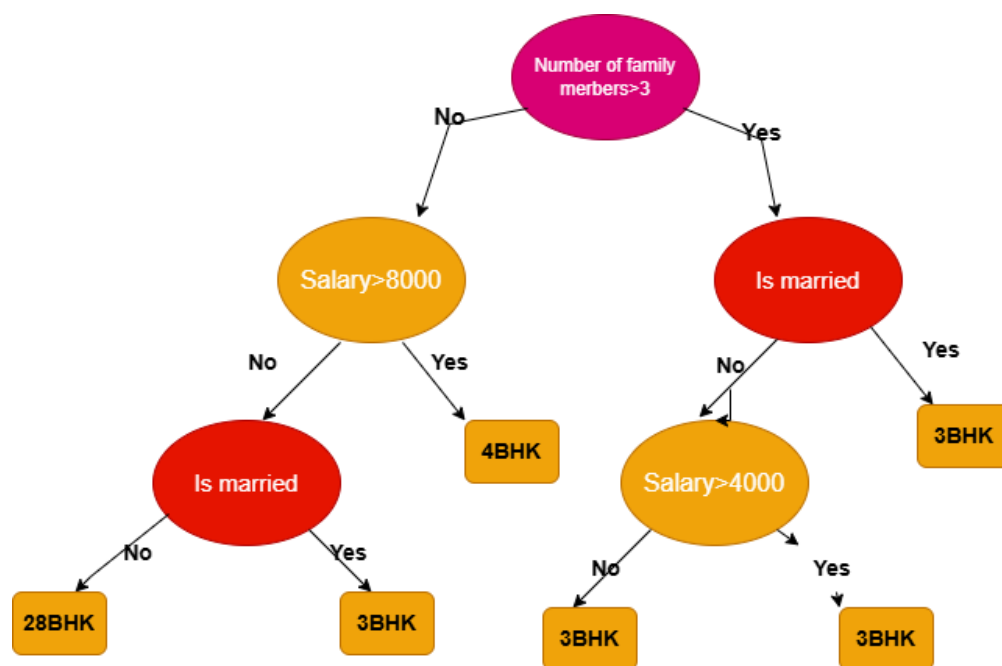 Number of family
merbers>3
No
Yes
Salary>8000
Is married
No
Yes
No
Yes
4BHK
3BHK
Is married
Salary>4000
No
Yes
No
Yes
28BHK
3BHK
3BHK
3BHK